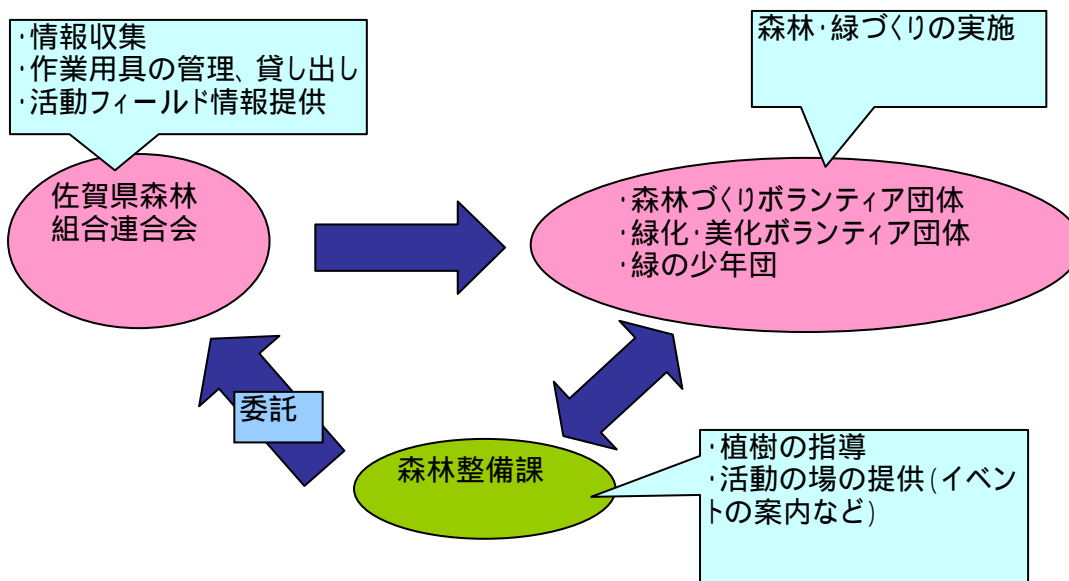 ・情報収集
・作業用具の管理、貸し出し
・活動フィールド情報提供
森林・緑づくりの実施
佐賀県森林
組合連合会
・森林づくりボランティア団体
・緑化・美化ボランティア団体
・緑の少年団
委託
森林整備課
・植樹の指導
・活動の場の提供(イベン
トの案内など)